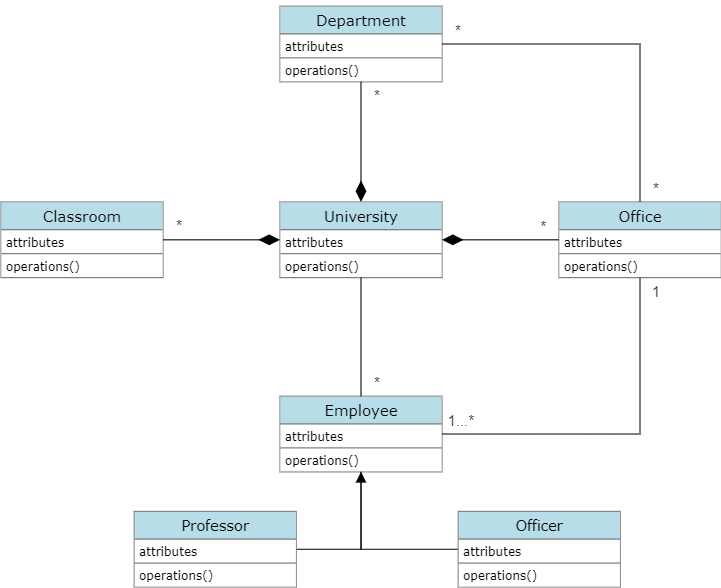 Department
attributes
operations()
*
*
*
Classroom
attributes
operations()
*
University
attributes
operations()
*
Office
attributes
operations()
1
*
Employee
attributes
operations()
1...*
Professor
attributes
operations()
Officer
attributes
operations()